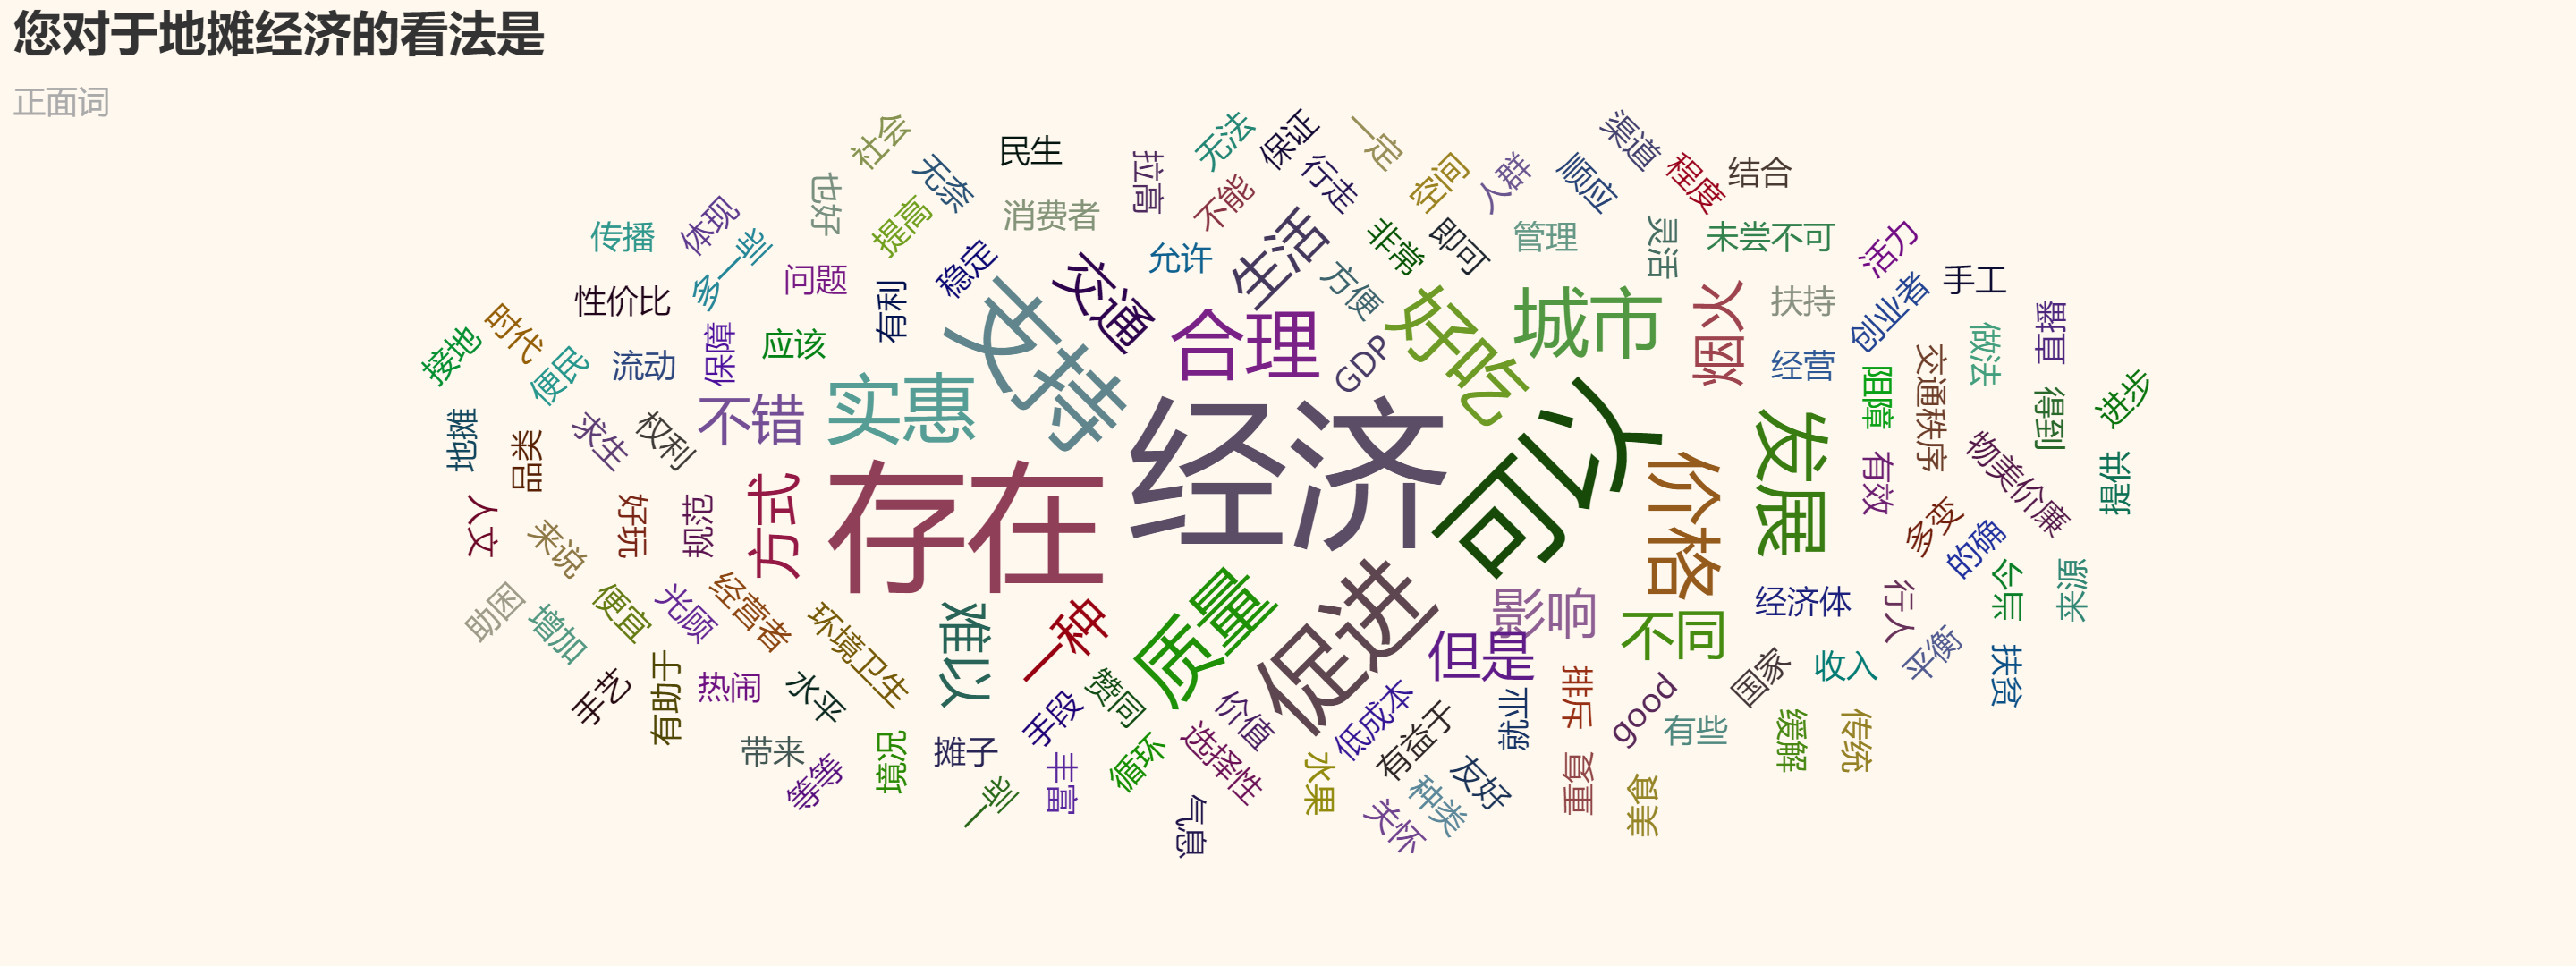 您对于地摊经济的看法是
正面词
社会
无奈
民生
拉高
无法
保证
行走
一定
空间
人群
顺应
渠道
程度
结合
也好
提高
消费者
不能
传播
体现
多一些
问题
稳定
允许
生活
方便
非常
即可
管理
灵活
未尝不可
活力
手工
性价比
有利
交通
支持
合理
GDP
好吃
城市
烟火
扶持
创业者
直播
接地
时代
便民
流动
保障
应该
经营
阻障
交通秩序
做法
得到
进步
地摊
品类
求生
权利
不错
实惠
经济
可以
价格
发展
有效
物美价廉
提供
人文
来说
好玩
规范
方式
存在
多变
的确
今年
来源
助困
增加
便宜
光顾
经营者
环境卫生
难以
一种
质量
促进
影响
但是
不同
经济体
行人
平衡
扶贫
手艺
有助于
热闹
水平
手段
赞同
价值
低成本
有益于
就业
排斥
good
有些
国家
收入
缓解
传统
带来
等等
境况
摊子
一些
富丰
循环
选择性
气息
水果
关怀
种类
友好
重复
美食